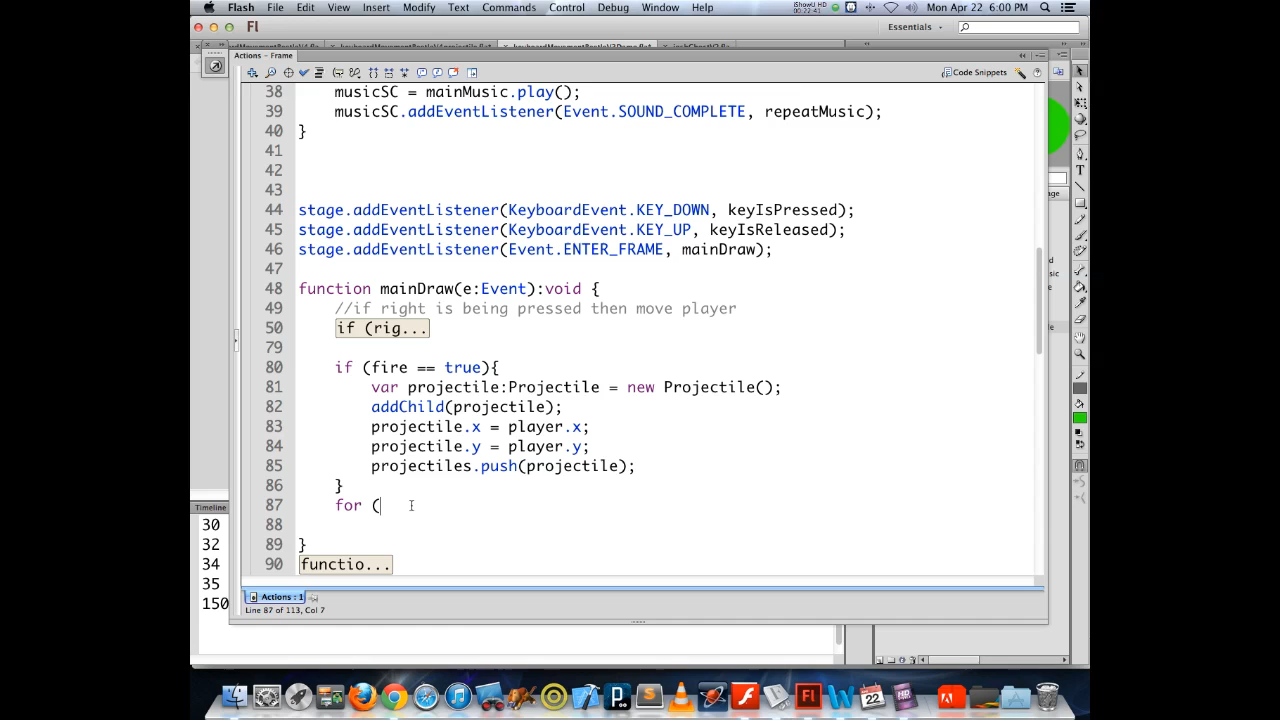 Flash File Edit View Insert Modify Text Commands Control Debug Window Help
iShowU HD
00:22:41
Mon Apr 22 6:00 PM
Fl
Essentials
Actions - Frame
Code Snippets
38 musicSC = mainMusic.play();
39 musicSC.addEventListener(Event.SOUND_COMPLETE, repeatMusic);
40 }
41
42
43
44 stage.addEventListener(KeyboardEvent.KEY_DOWN, keyIsPressed);
45 stage.addEventListener(KeyboardEvent.KEY_UP, keyIsReleased);
46 stage.addEventListener(Event.ENTER_FRAME, mainDraw);
47
48 function mainDraw(e:Event):void {
49 //if right is being pressed then move player
50 if (rig...
79
80 if (fire == true){
81 var projectile:Projectile = new Projectile();
82 addChild(projectile);
83 projectile.x = player.x;
84 projectile.y = player.y;
85 projectiles.push(projectile);
86 }
87 for (
88
89 }
90 functio...
Timeline
30
32
34
35
150
Actions : 1
Line 87 of 113, Col 7